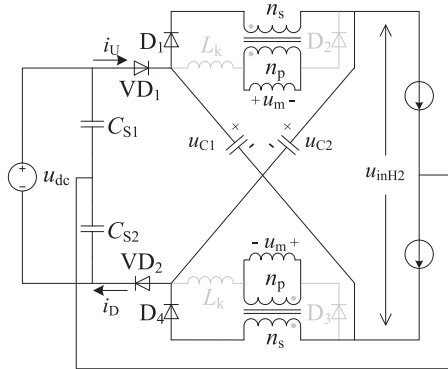 n_s
D_1
D_2
i_U
L_k
n_p
VD_1
+ u_m -
C_S1
u_C1
+
-
+
-
u_C2
u_inH2
+
-
u_dc
C_S2
- u_m +
VD_2
n_p
L_k
i_D
D_4
D_3
n_s